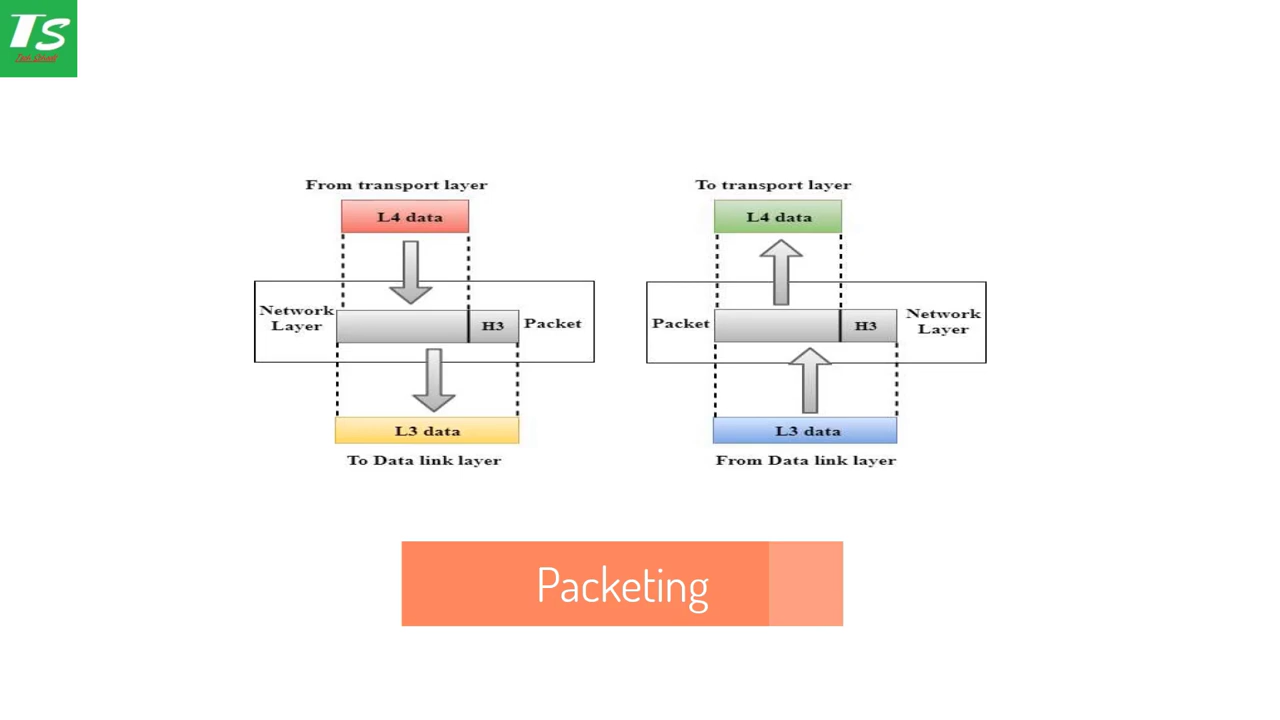 TS
From transport layer
L4 data
Network
Layer
H3
Packet
L3 data
To Data link layer
To transport layer
L4 data
Packet
H3
Network
Layer
L3 data
From Data link layer
Packeting